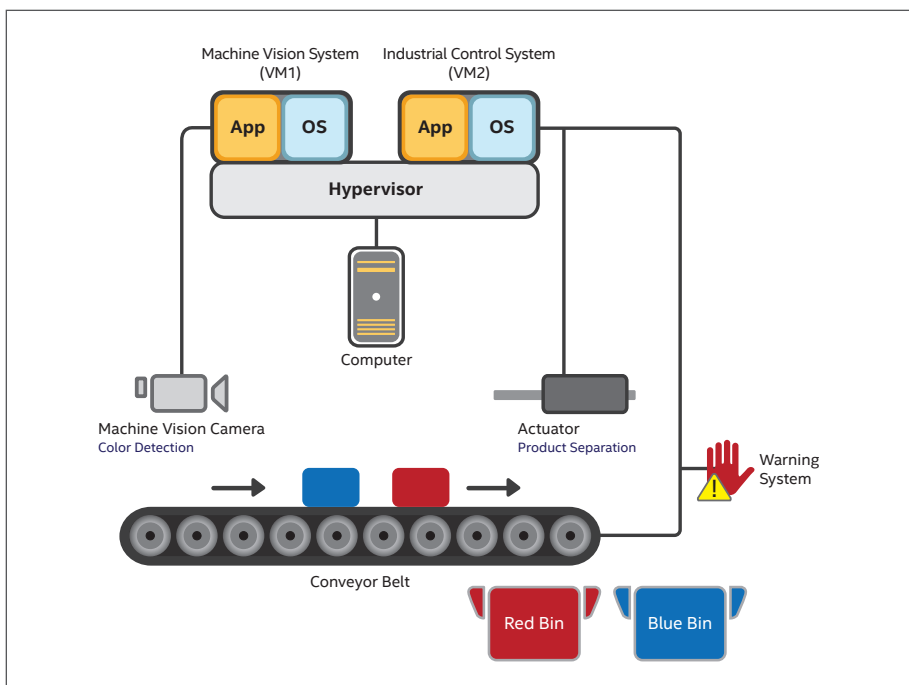 Machine Vision System
(VM1)
Industrial Control System
(VM2)
App
OS
App
OS
Hypervisor
Computer
Machine Vision Camera
Color Detection
Actuator
Product Separation
!
Warning
System
Conveyor Belt
Red Bin
Blue Bin